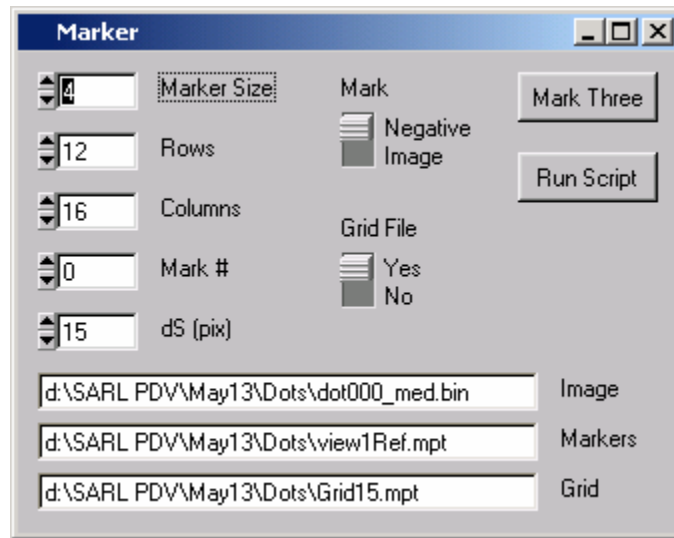 Marker
4 Marker Size
Mark
Negative
Image
Mark Three
12 Rows
Run Script
16 Columns
Grid File
Yes
No
0 Mark #
15 dS (pix)
d:\SARL PDV\May13\Dots\dot000_med.bin Image
d:\SARL PDV\May13\Dots\view1Ref.mpt Markers
d:\SARL PDV\May13\Dots\Grid15.mpt Grid